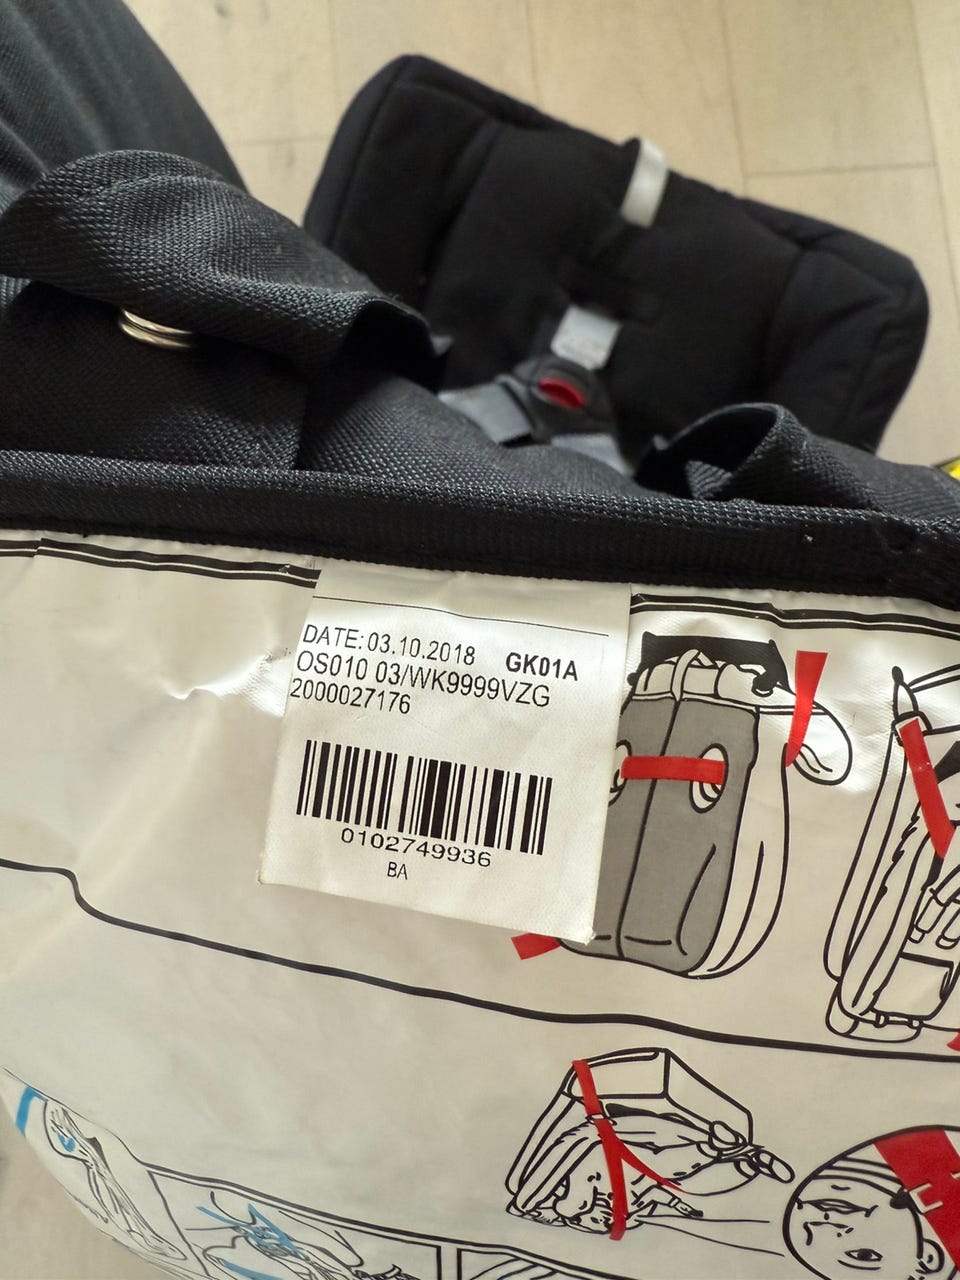 DATE: 03.10.2018 GK01A
OS010 03/WK9999VZG
2000027176
0102749936
BA